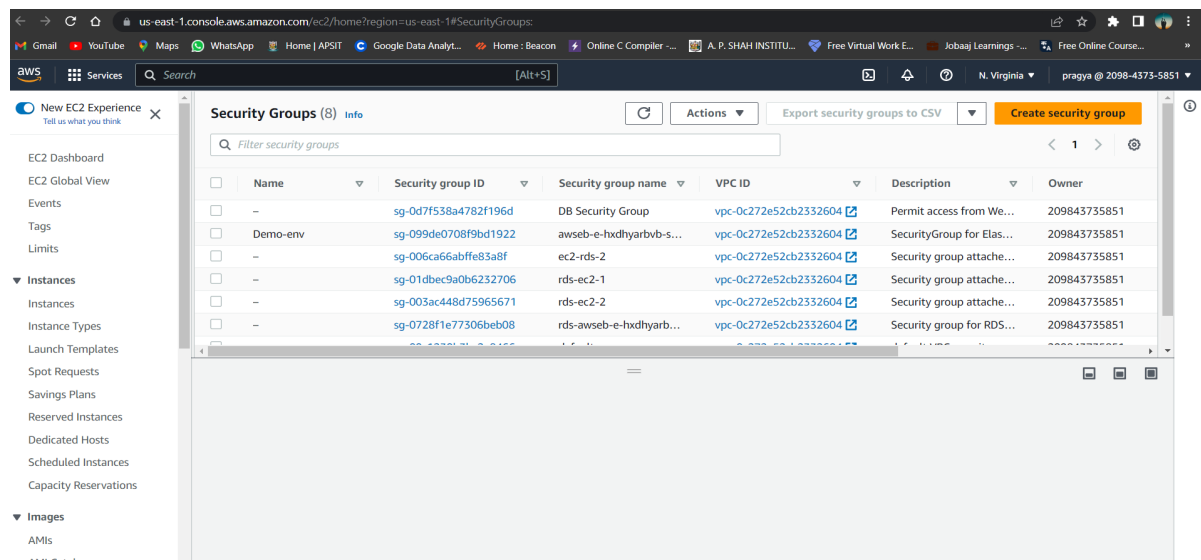 us-east-1.console.aws.amazon.com/ec2/home?region=us-east-1#SecurityGroups:
Gmail YouTube Maps WhatsApp Home | APSIT Google Data Analyt... Home : Beacon Online C Compiler -... A. P. SHAH INSTITU... Free Virtual Work E... Jobaaj Learnings -... Free Online Course... »
aws Services Search [Alt+S] N. Virginia ▼ pragya @ 2098-4373-5851 ▼
New EC2 Experience
Tell us what you think
EC2 Dashboard
EC2 Global View
Events
Tags
Limits
Instances
Instances
Instance Types
Launch Templates
Spot Requests
Savings Plans
Reserved Instances
Dedicated Hosts
Scheduled Instances
Capacity Reservations
Images
AMIs
Security Groups (8) Info Actions ▼ Export security groups to CSV ▼ Create security group
Filter security groups < 1 >
Name Security group ID Security group name VPC ID Description Owner
– sg-0d7f538a4782f196d DB Security Group vpc-0c272e52cb2332604 Permit access from We... 209843735851
Demo-env sg-099de0708f9bd1922 awseb-e-hxdhyarbvb-s... vpc-0c272e52cb2332604 SecurityGroup for Elas... 209843735851
– sg-006ca66abffe83a8f ec2-rds-2 vpc-0c272e52cb2332604 Security group attache... 209843735851
– sg-01dbec9a0b6232706 rds-ec2-1 vpc-0c272e52cb2332604 Security group attache... 209843735851
– sg-003ac448d75965671 rds-ec2-2 vpc-0c272e52cb2332604 Security group attache... 209843735851
– sg-0728f1e77306beb08 rds-awseb-e-hxdhyarb... vpc-0c272e52cb2332604 Security group for RDS... 209843735851